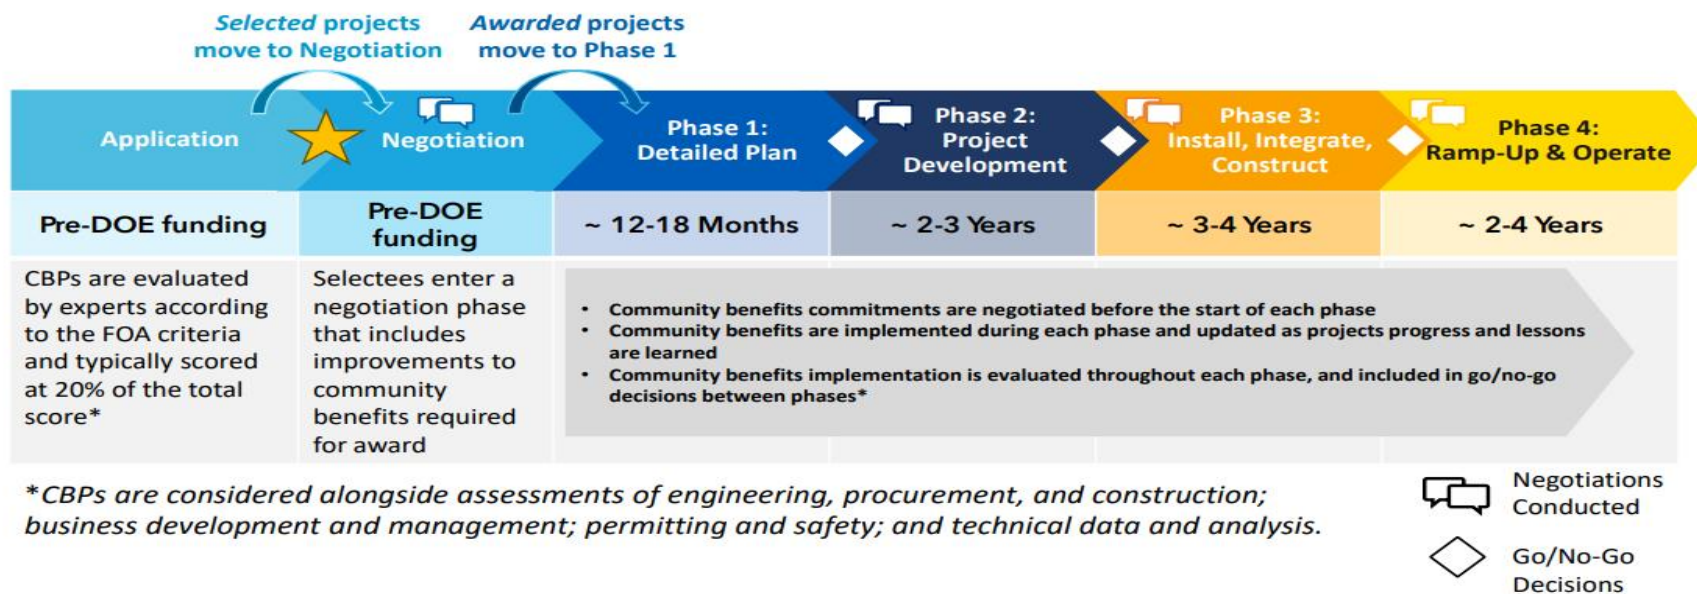 Selected projects
move to Negotiation
Awarded projects
move to Phase 1
Application
Negotiation
Phase 1:
Detailed Plan
Phase 2:
Project
Development
Phase 3:
Install, Integrate,
Construct
Phase 4:
Ramp-Up & Operate
Pre-DOE funding
Pre-DOE
funding
~ 12-18 Months
~ 2-3 Years
~ 3-4 Years
~ 2-4 Years
CBPs are evaluated
by experts according
to the FOA criteria
and typically scored
at 20% of the total
score*
Selectees enter a
negotiation phase
that includes
improvements to
community
benefits required
for award
• Community benefits commitments are negotiated before the start of each phase
• Community benefits are implemented during each phase and updated as projects progress and lessons
are learned
• Community benefits implementation is evaluated throughout each phase, and included in go/no-go
decisions between phases*
*CBPs are considered alongside assessments of engineering, procurement, and construction;
business development and management; permitting and safety; and technical data and analysis.
Negotiations
Conducted
Go/No-Go
Decisions